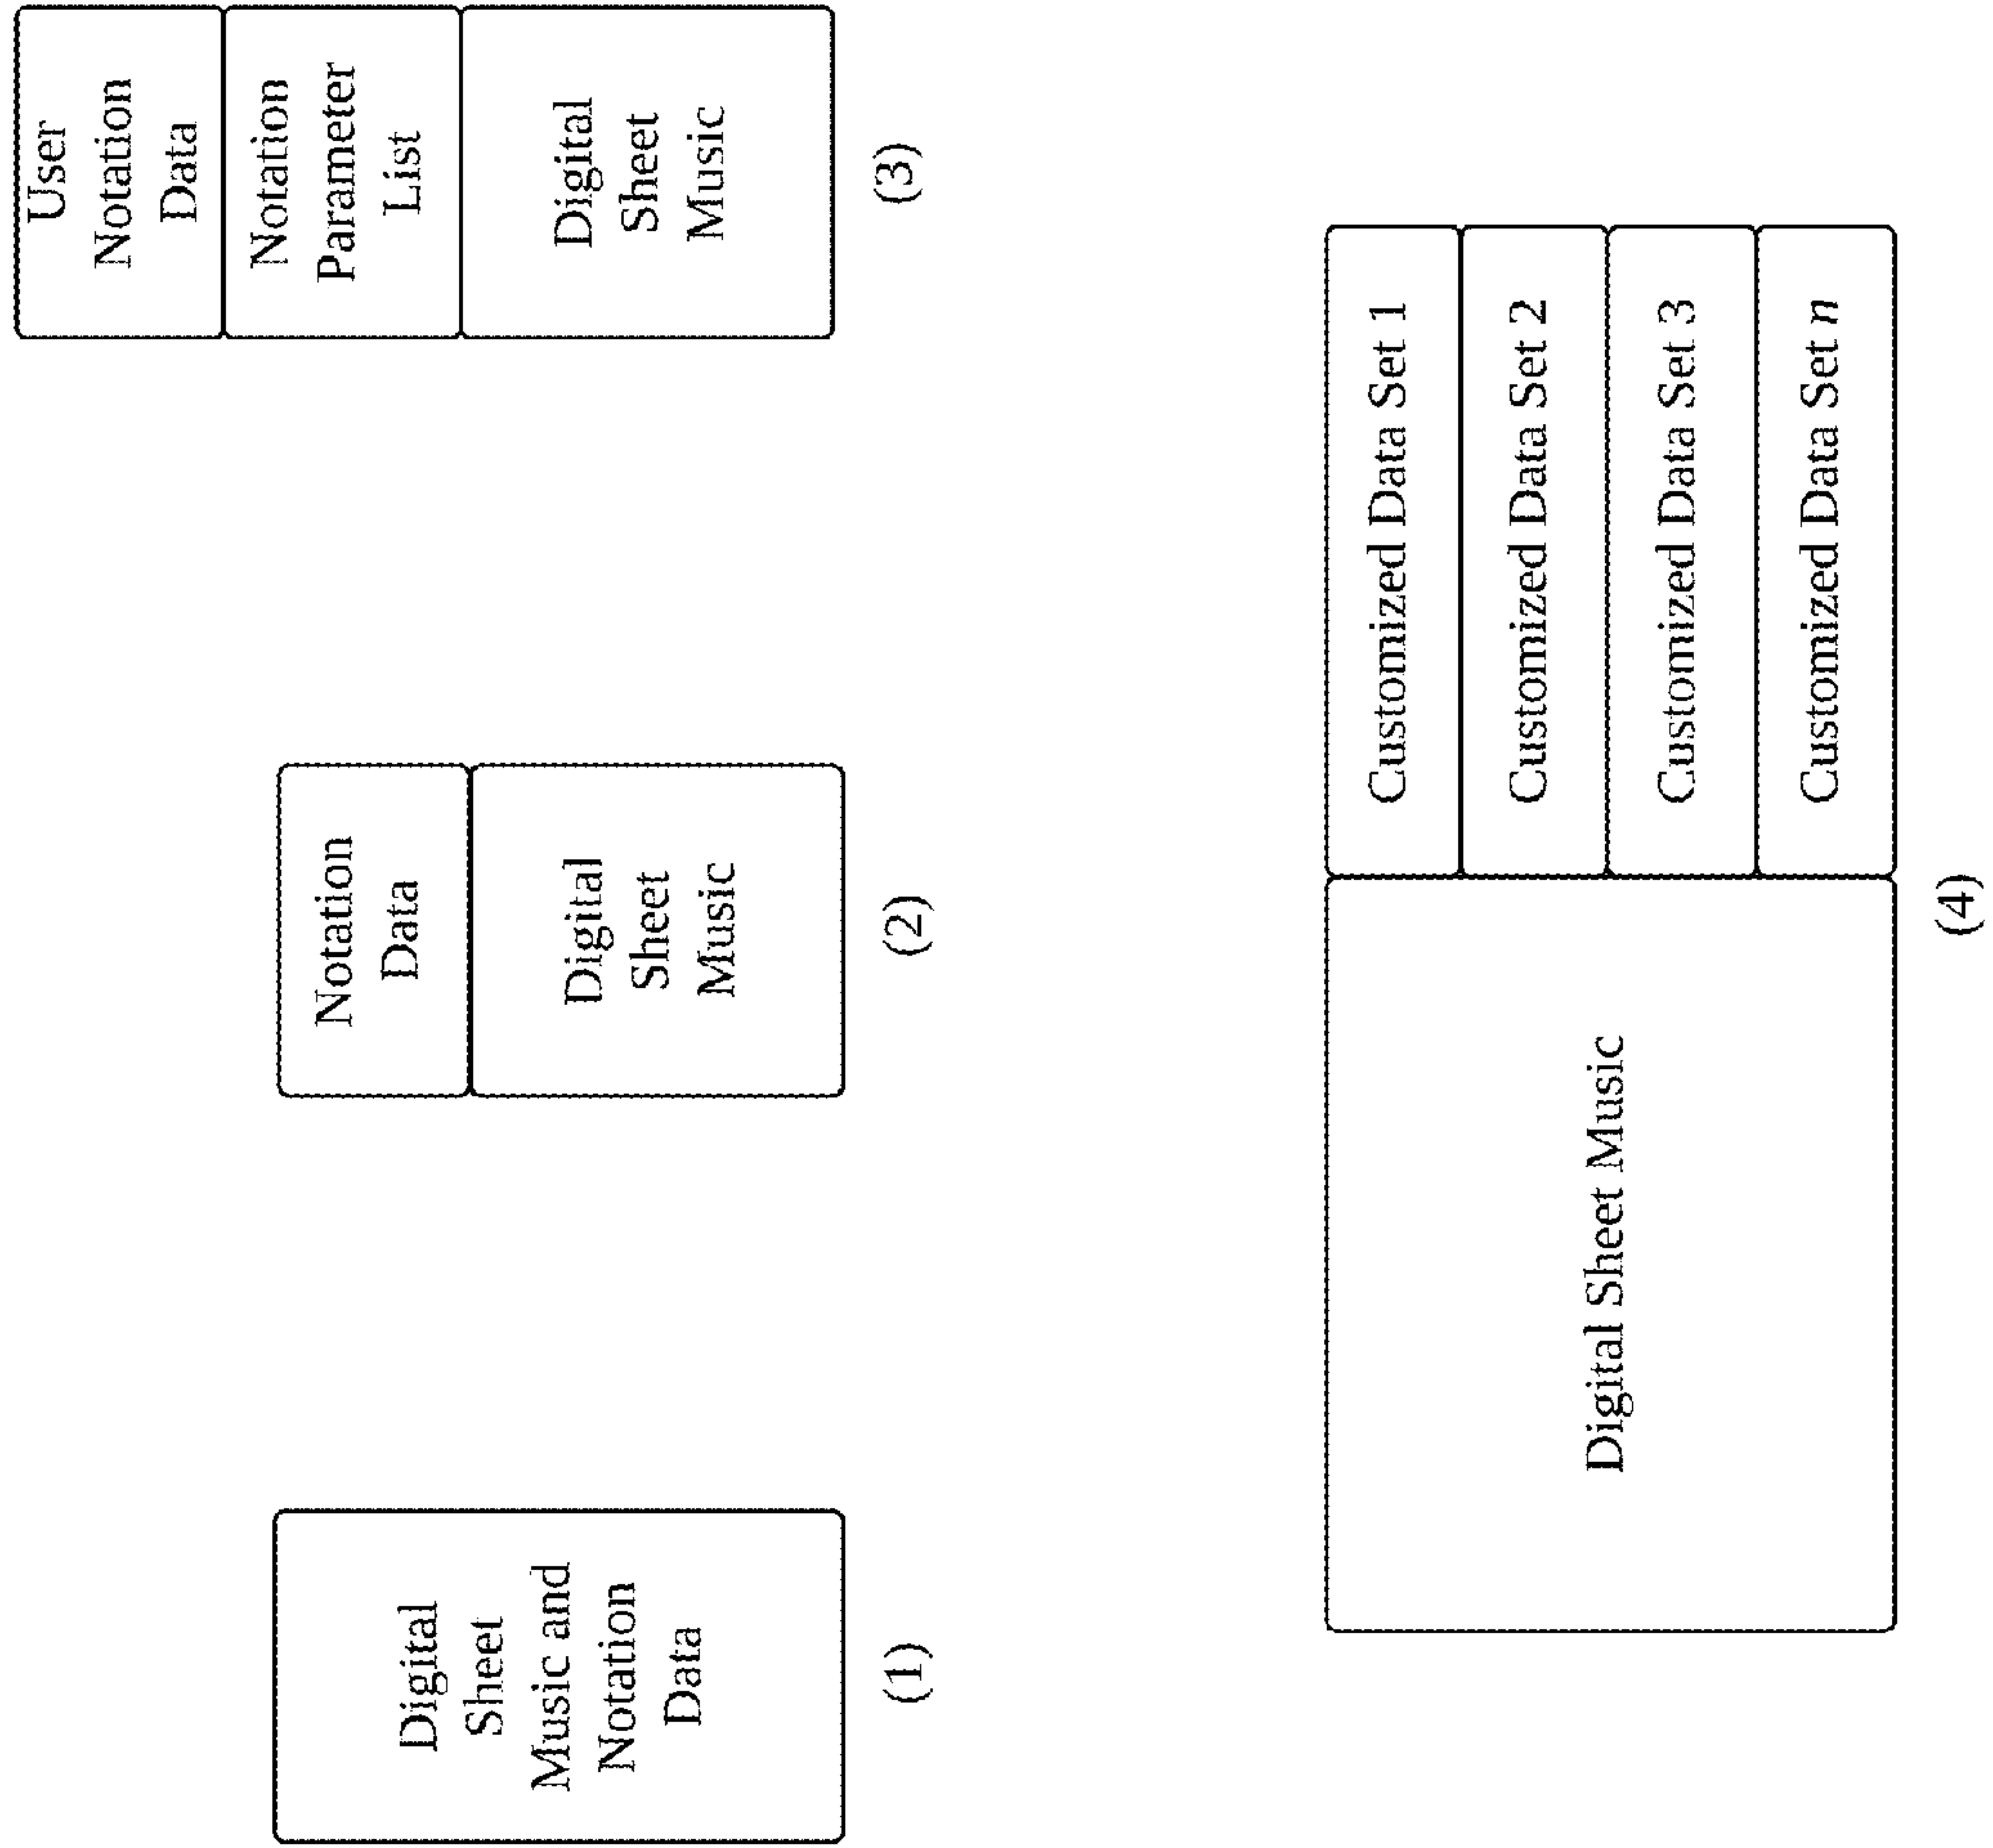 Digital
Sheet
Music and
Notation
Data
(1)
Notation
Data
Digital
Sheet
Music
(2)
User
Notation
Data
Notation
Parameter
List
Digital
Sheet
Music
(3)
Digital Sheet Music
Customized Data Set 1
Customized Data Set 2
Customized Data Set 3
Customized Data Set n
(4)